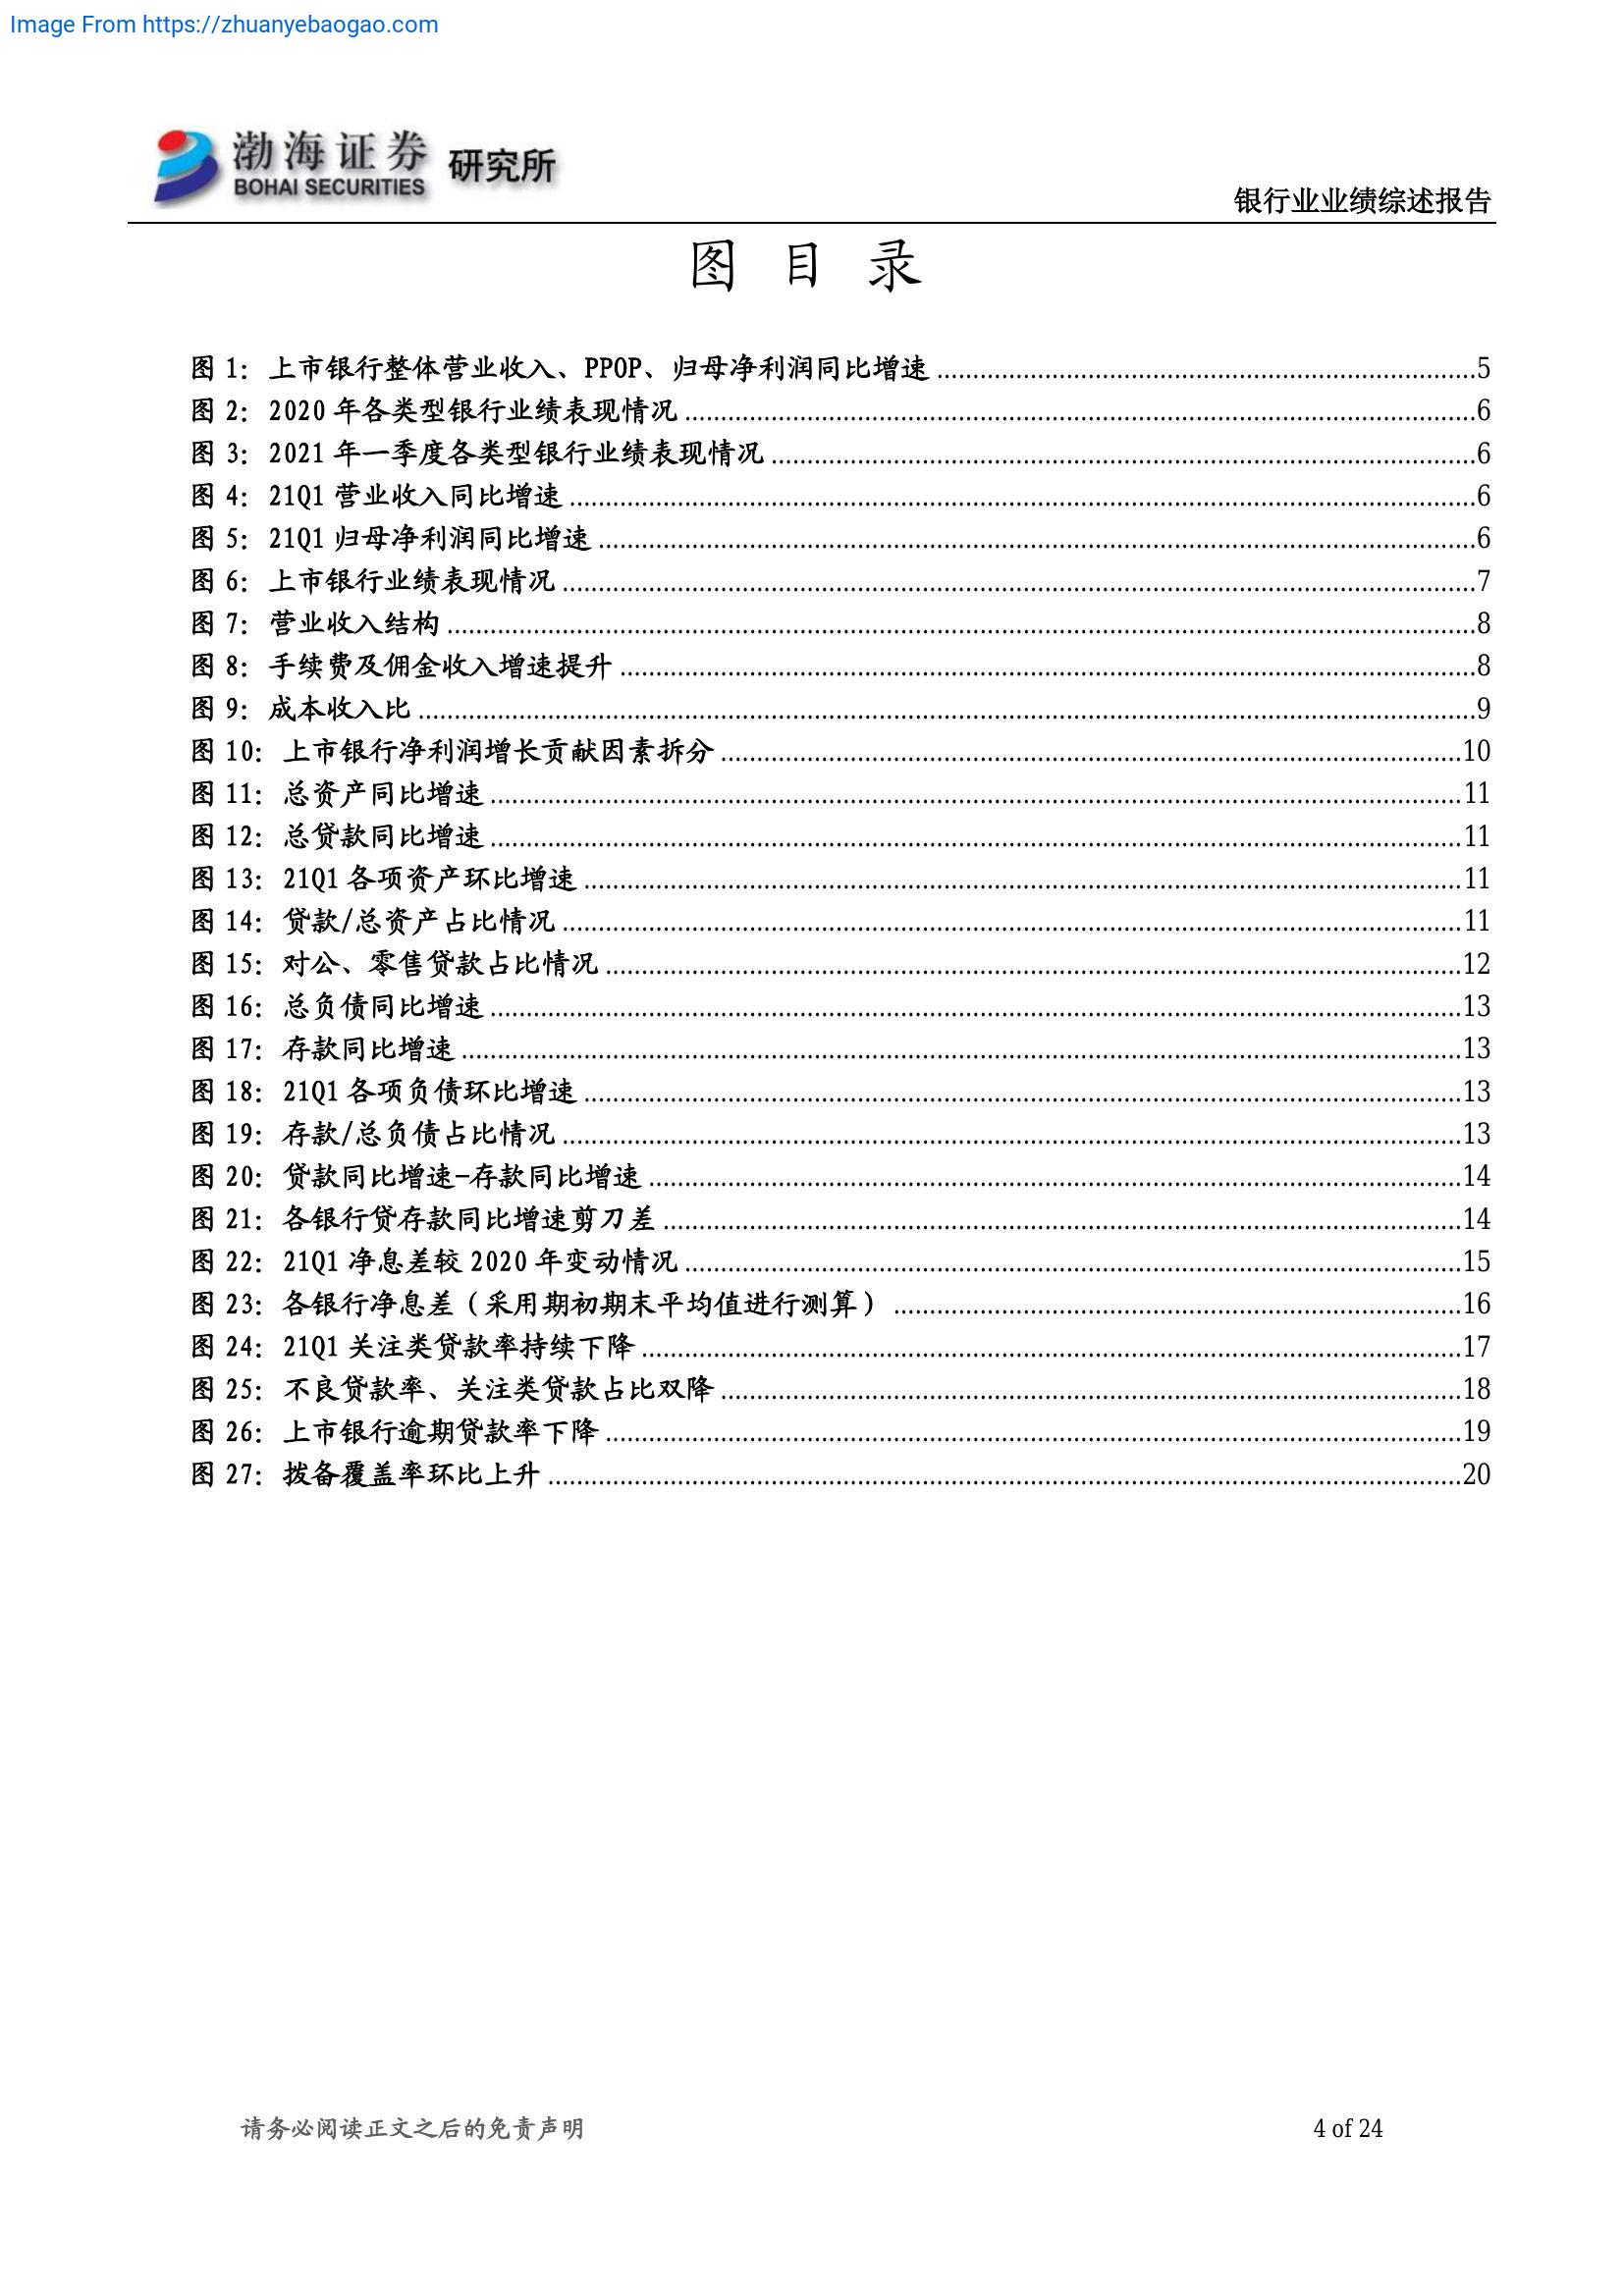 Image From https://zhuanyebaogao.com
渤海证券 研究所
BOHAI SECURITIES
银行业业绩综述报告
图 目 录
图 1：上市银行整体营业收入、PPOP、归母净利润同比增速 ........ 5
图 2：2020 年各类型银行业绩表现情况 ........ 6
图 3：2021 年一季度各类型银行业绩表现情况 ........ 6
图 4：21Q1 营业收入同比增速 ........ 6
图 5：21Q1 归母净利润同比增速 ........ 6
图 6：上市银行业绩表现情况 ........ 7
图 7：营业收入结构 ........ 8
图 8：手续费及佣金收入增速提升 ........ 8
图 9：成本收入比 ........ 9
图 10：上市银行净利润增长贡献因素拆分 ........ 10
图 11：总资产同比增速 ........ 11
图 12：总贷款同比增速 ........ 11
图 13：21Q1 各项资产环比增速 ........ 11
图 14：贷款/总资产占比情况 ........ 11
图 15：对公、零售贷款占比情况 ........ 12
图 16：总负债同比增速 ........ 13
图 17：存款同比增速 ........ 13
图 18：21Q1 各项负债环比增速 ........ 13
图 19：存款/总负债占比情况 ........ 13
图 20：贷款同比增速-存款同比增速 ........ 14
图 21：各银行贷存款同比增速剪刀差 ........ 14
图 22：21Q1 净息差较 2020 年变动情况 ........ 15
图 23：各银行净息差（采用期初期末平均值进行测算） ........ 16
图 24：21Q1 关注类贷款率持续下降 ........ 17
图 25：不良贷款率、关注类贷款占比双降 ........ 18
图 26：上市银行逾期贷款率下降 ........ 19
图 27：拨备覆盖率环比上升 ........ 20
请务必阅读正文之后的免责声明
4 of 24